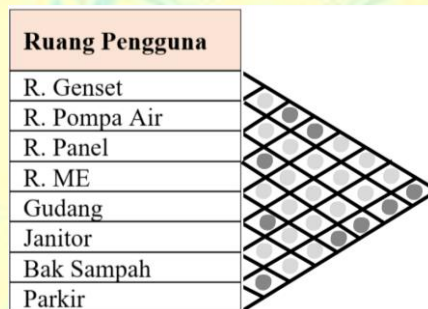 Ruang Pengguna
R. Genset
R. Pompa Air
R. Panel
R. ME
Gudang
Janitor
Bak Sampah
Parkir